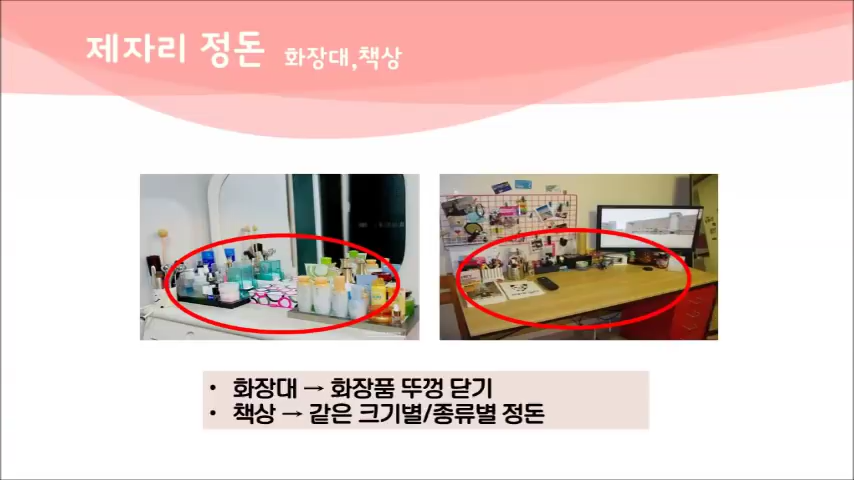 제자리 정돈 화장대,책상
• 화장대 → 화장품 뚜껑 닫기
• 책상 → 같은 크기별/종류별 정돈